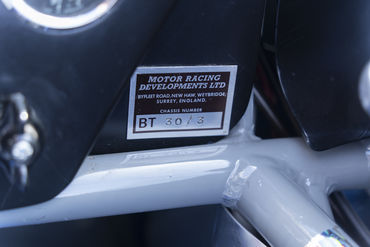 MOTOR RACING
DEVELOPMENTS LTD
BYFLEET ROAD, NEW HAW, WEYBRIDGE,
SURREY, ENGLAND.
CHASSIS NUMBER
BT 30/3